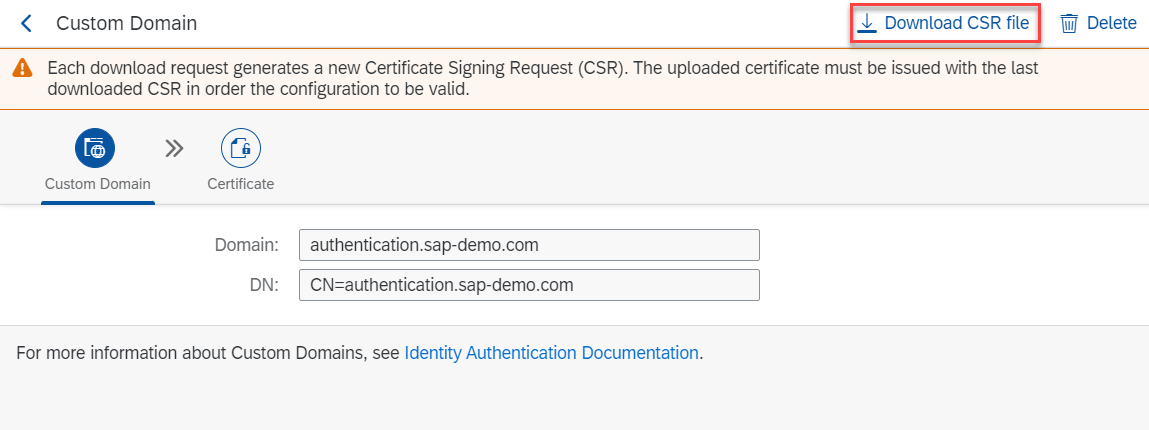 Custom Domain
Download CSR file
Delete
Each download request generates a new Certificate Signing Request (CSR). The uploaded certificate must be issued with the last
downloaded CSR in order the configuration to be valid.
Custom Domain
Certificate
Domain: authentication.sap-demo.com
DN: CN=authentication.sap-demo.com
For more information about Custom Domains, see Identity Authentication Documentation.